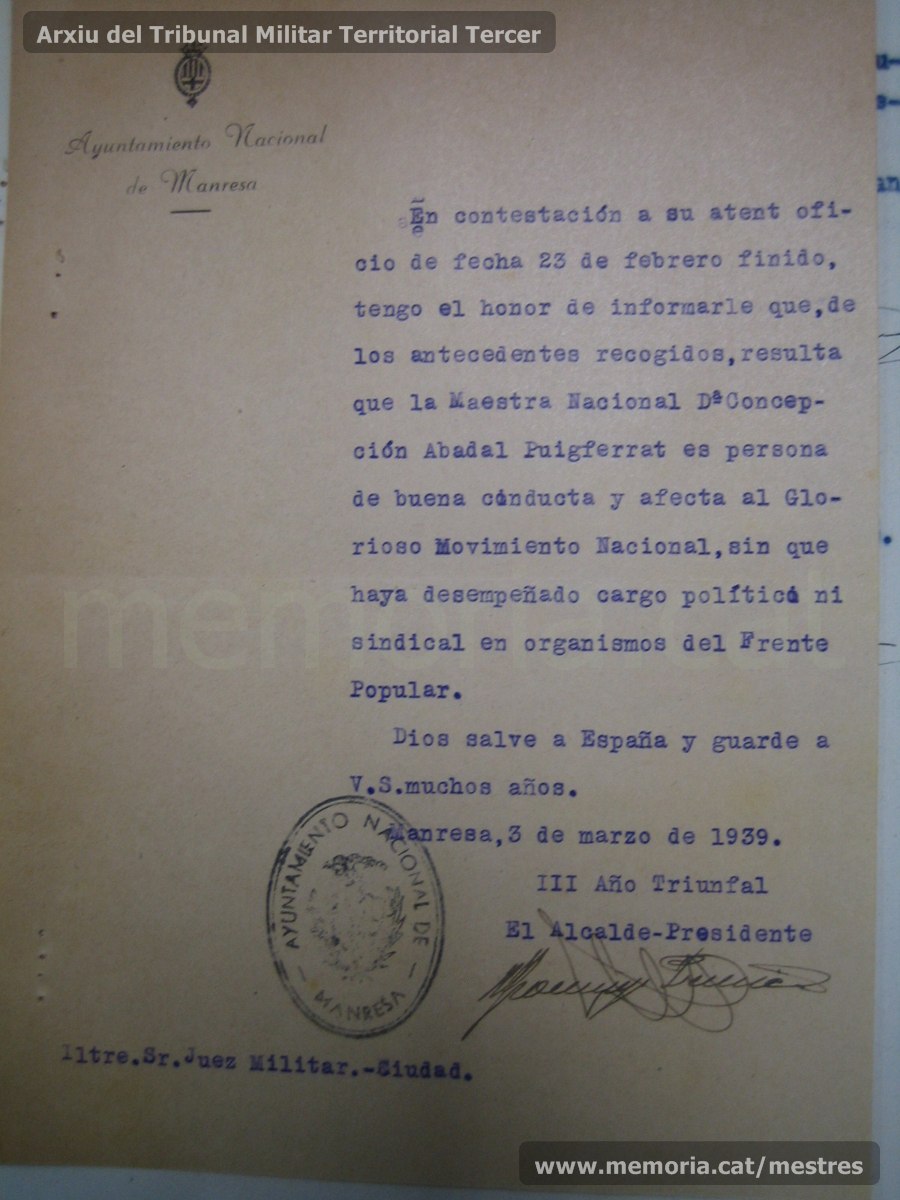 Arxiu del Tribunal Militar Territorial Tercer
Ayuntamiento Nacional
de Manresa
En contestación a su atent ofi-
cio de fecha 23 de febrero finido,
tengo el honor de informarle que,de
los antecedentes recogidos,resulta
que la Maestra Nacional Dª Concep-
ción Abadal Puigferrat es persona
de buena conducta y afecta al Glo-
rioso Movimiento Nacional,sin que
haya desempeñado cargo político ni
sindical en organismos del Frente
Popular.
Dios salve a España y guarde a
V.S.muchos años.
Manresa,3 de marzo de 1939.
III Año Triunfal
El Alcalde-Presidente
AYUNTAMIENTO NACIONAL DE
- MANRESA -
Iltre.Sr.Juez Militar.-Ciudad.
memoria.cat
www.memoria.cat/mestres